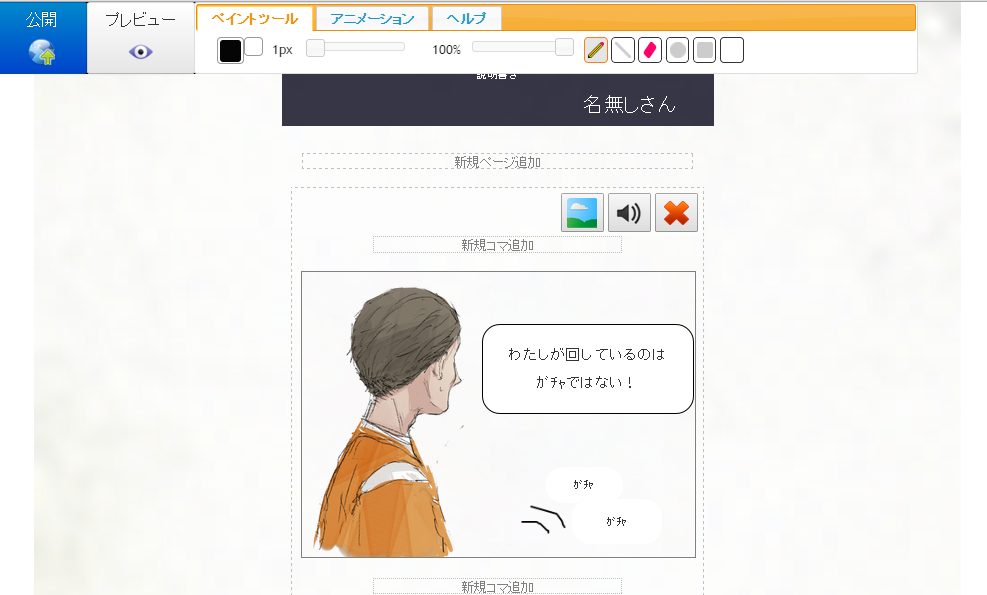 公開
プレビュー
ペイントツール
アニメーション
ヘルプ
1px
100%
説明書き
名無しさん
新規ページ追加
新規コマ追加
わたしが回しているのは
ｶﾞﾁｬではない！
ｶﾞﾁｬ
ｶﾞﾁｬ
新規コマ追加